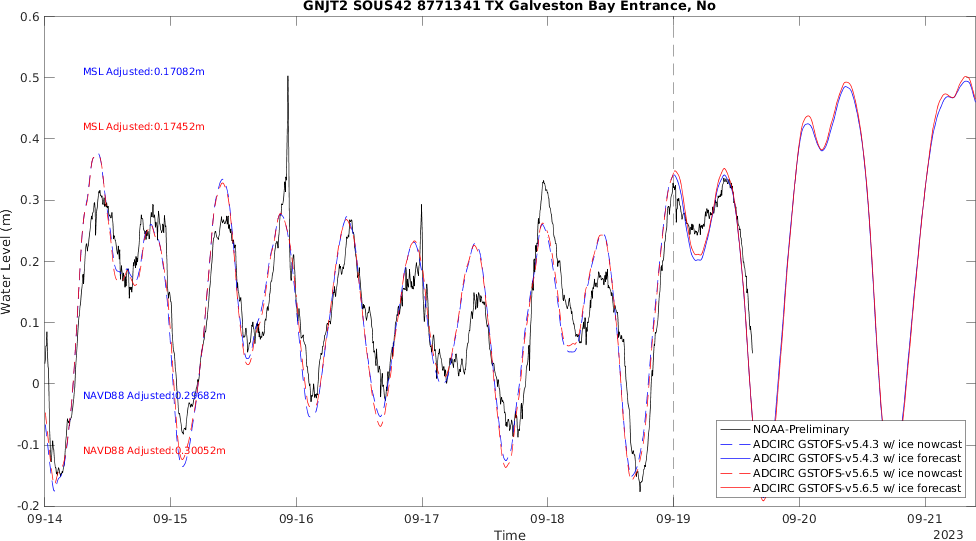 GNJT2 SOUS42 8771341 TX Galveston Bay Entrance, No
0.6
0.5
0.4
0.3
0.2
0.1
0
-0.1
-0.2
Water Level (m)
MSL Adjusted:0.17082m
MSL Adjusted:0.17452m
NAVD88 Adjusted:0.29682m
NAVD88 Adjusted:0.30052m
NOAA-Preliminary
ADCIRC GSTOFS-v5.4.3 w/ ice nowcast
ADCIRC GSTOFS-v5.4.3 w/ ice forecast
ADCIRC GSTOFS-v5.6.5 w/ ice nowcast
ADCIRC GSTOFS-v5.6.5 w/ ice forecast
09-14 09-15 09-16 09-17 09-18 09-19 09-20 09-21
Time
2023